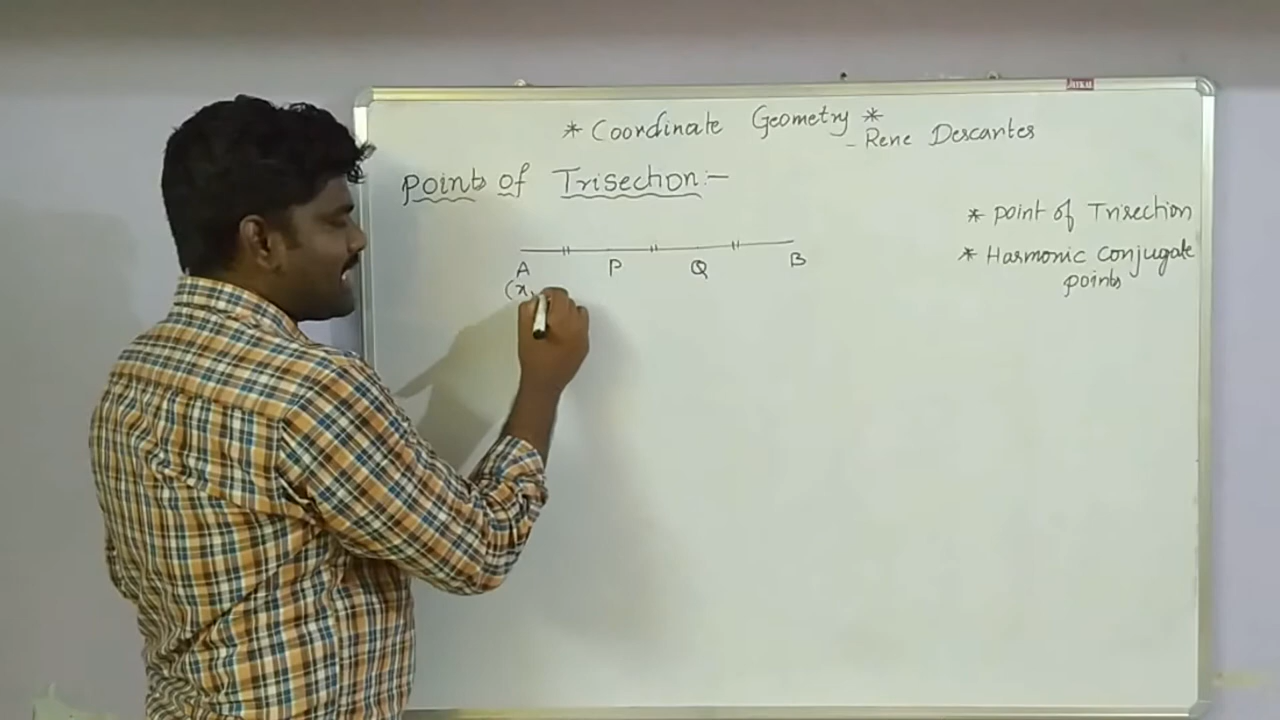 * Coordinate Geometry *
- Rene Descartes
Points of Trisection:-
* Point of Trisection
* Harmonic conjugate
points
A P Q B
(x,